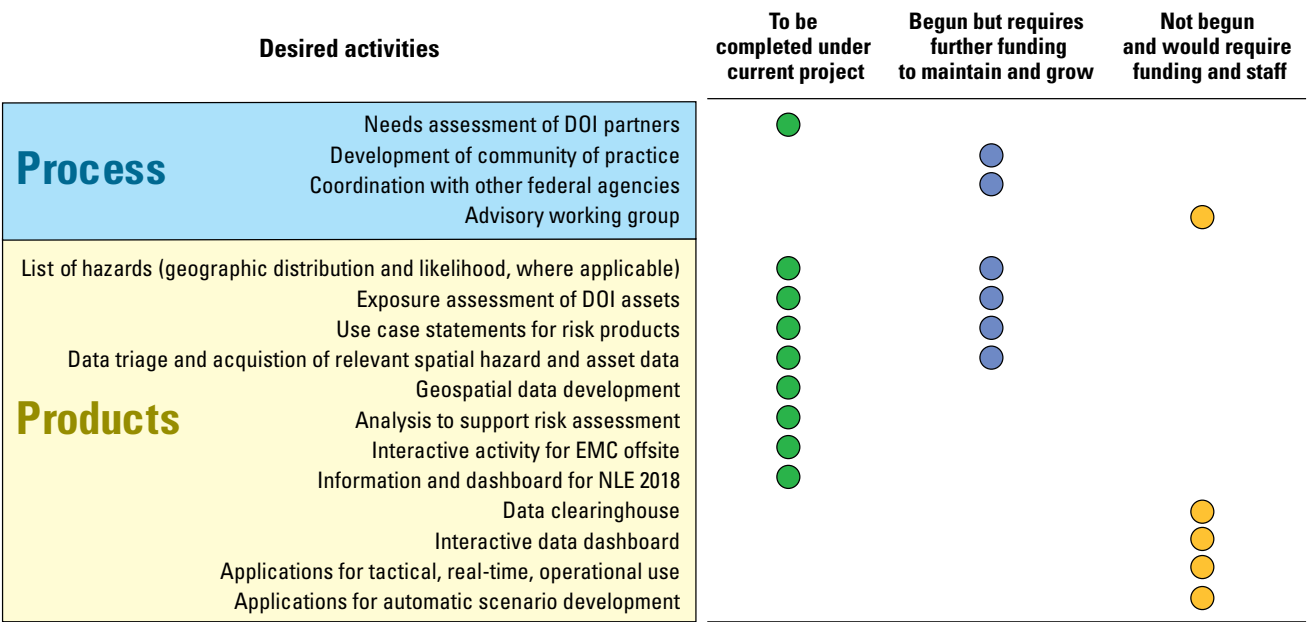 Desired activities
To be
completed under
current project
Begun but requires
further funding
to maintain and grow
Not begun
and would require
funding and staff
Process
Needs assessment of DOI partners
Development of community of practice
Coordination with other federal agencies
Advisory working group
Products
List of hazards (geographic distribution and likelihood, where applicable)
Exposure assessment of DOI assets
Use case statements for risk products
Data triage and acquistion of relevant spatial hazard and asset data
Geospatial data development
Analysis to support risk assessment
Interactive activity for EMC offsite
Information and dashboard for NLE 2018
Data clearinghouse
Interactive data dashboard
Applications for tactical, real-time, operational use
Applications for automatic scenario development